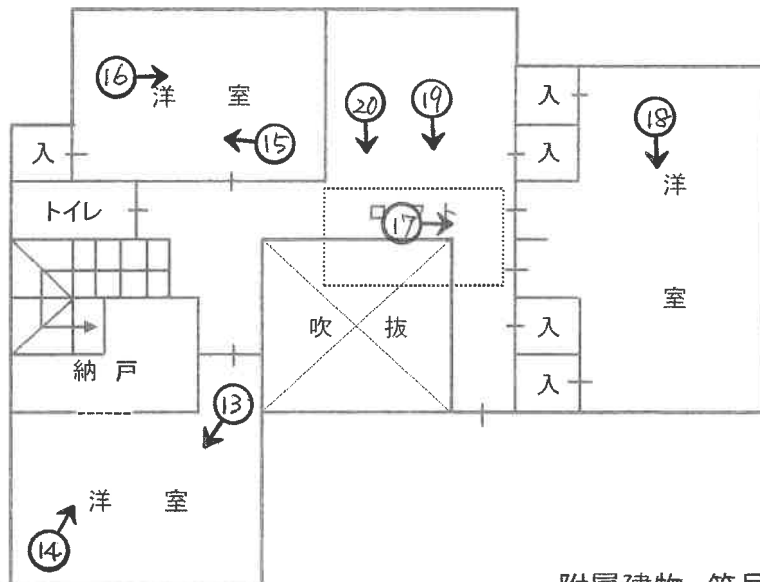 ⑯
洋 室
⑮
⑳
⑲
入
⑱
入
入
洋
室
トイレ
⑰
吹 抜
入
納 戸
入
⑬
洋 室
⑭
附属建物